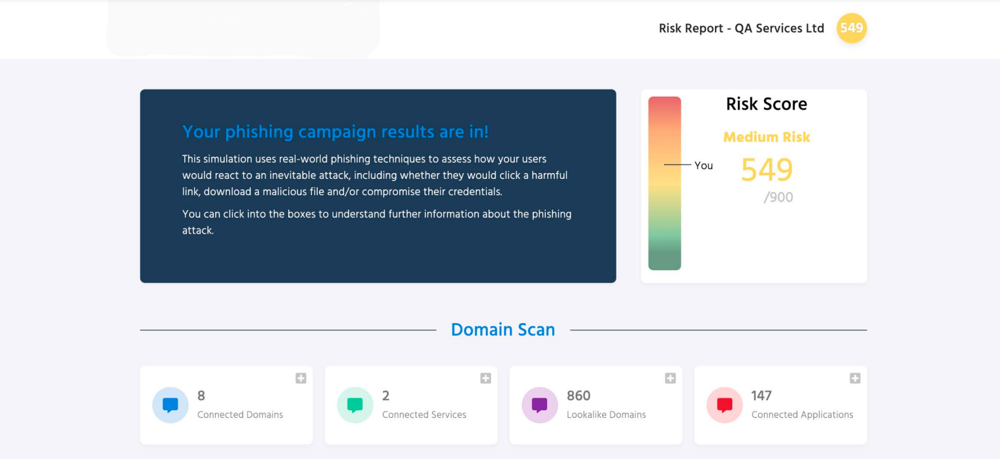 Risk Report - QA Services Ltd 549
Your phishing campaign results are in!
This simulation uses real-world phishing techniques to assess how your users
would react to an inevitable attack, including whether they would click a harmful
link, download a malicious file and/or compromise their credentials.
You can click into the boxes to understand further information about the phishing
attack.
Risk Score
Medium Risk
You
549
/900
Domain Scan
8
Connected Domains
2
Connected Services
860
Lookalike Domains
147
Connected Applications